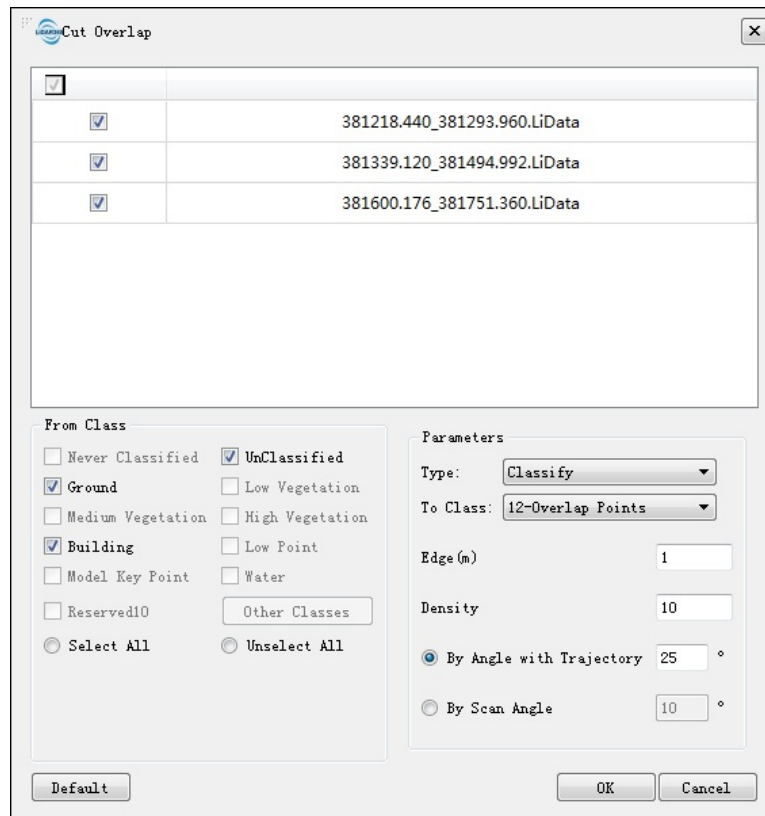 Cut Overlap
381218.440_381293.960.LiData
381339.120_381494.992.LiData
381600.176_381751.360.LiData
From Class
Never Classified UnClassified
Ground Low Vegetation
Medium Vegetation High Vegetation
Building Low Point
Model Key Point Water
Reserved10 Other Classes
Select All Unselect All
Parameters
Type: Classify
To Class: 12-Overlap Points
Edge(m) 1
Density 10
By Angle with Trajectory 25 °
By Scan Angle 10 °
Default OK Cancel